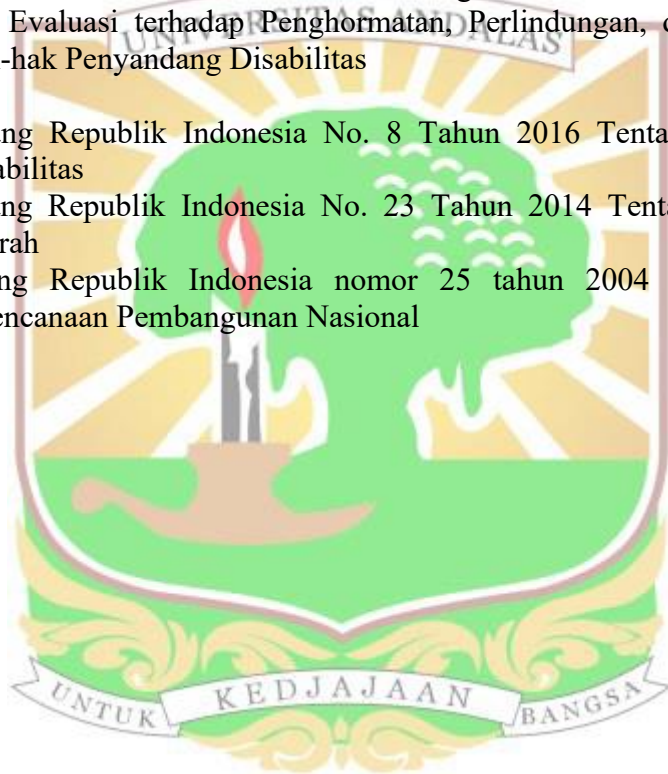 Evaluasi terhadap Penghormatan, Perlindungan,
UNIVERSITAS ANDALAS
-hak Penyandang Disabilitas
ng Republik Indonesia No. 8 Tahun 2016 Tenta
abilitas
ng Republik Indonesia No. 23 Tahun 2014 Tenta
rah
ng Republik Indonesia nomor 25 tahun 2004
encanaan Pembangunan Nasional
UNTUK KEDJAJAAN BANGSA